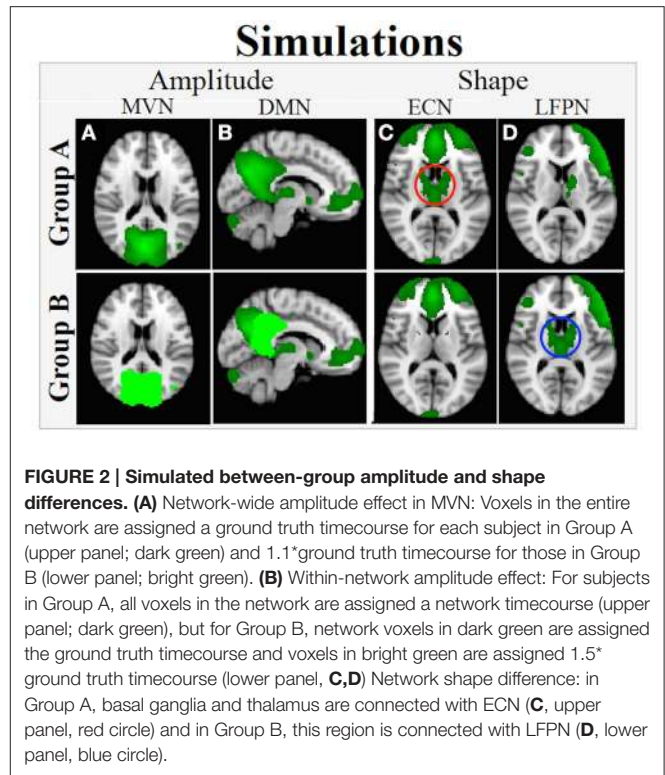 Simulations
Amplitude Shape
MVN DMN ECN LFPN
Group A
A B C D
Group B
FIGURE 2 | Simulated between-group amplitude and shape
differences. (A) Network-wide amplitude effect in MVN: Voxels in the entire
network are assigned a ground truth timecourse for each subject in Group A
(upper panel; dark green) and 1.1*ground truth timecourse for those in Group
B (lower panel; bright green). (B) Within-network amplitude effect: For subjects
in Group A, all voxels in the network are assigned a network timecourse (upper
panel; dark green), but for Group B, network voxels in dark green are assigned
the ground truth timecourse and voxels in bright green are assigned 1.5*
ground truth timecourse (lower panel, C,D) Network shape difference: in
Group A, basal ganglia and thalamus are connected with ECN (C, upper
panel, red circle) and in Group B, this region is connected with LFPN (D, lower
panel, blue circle).